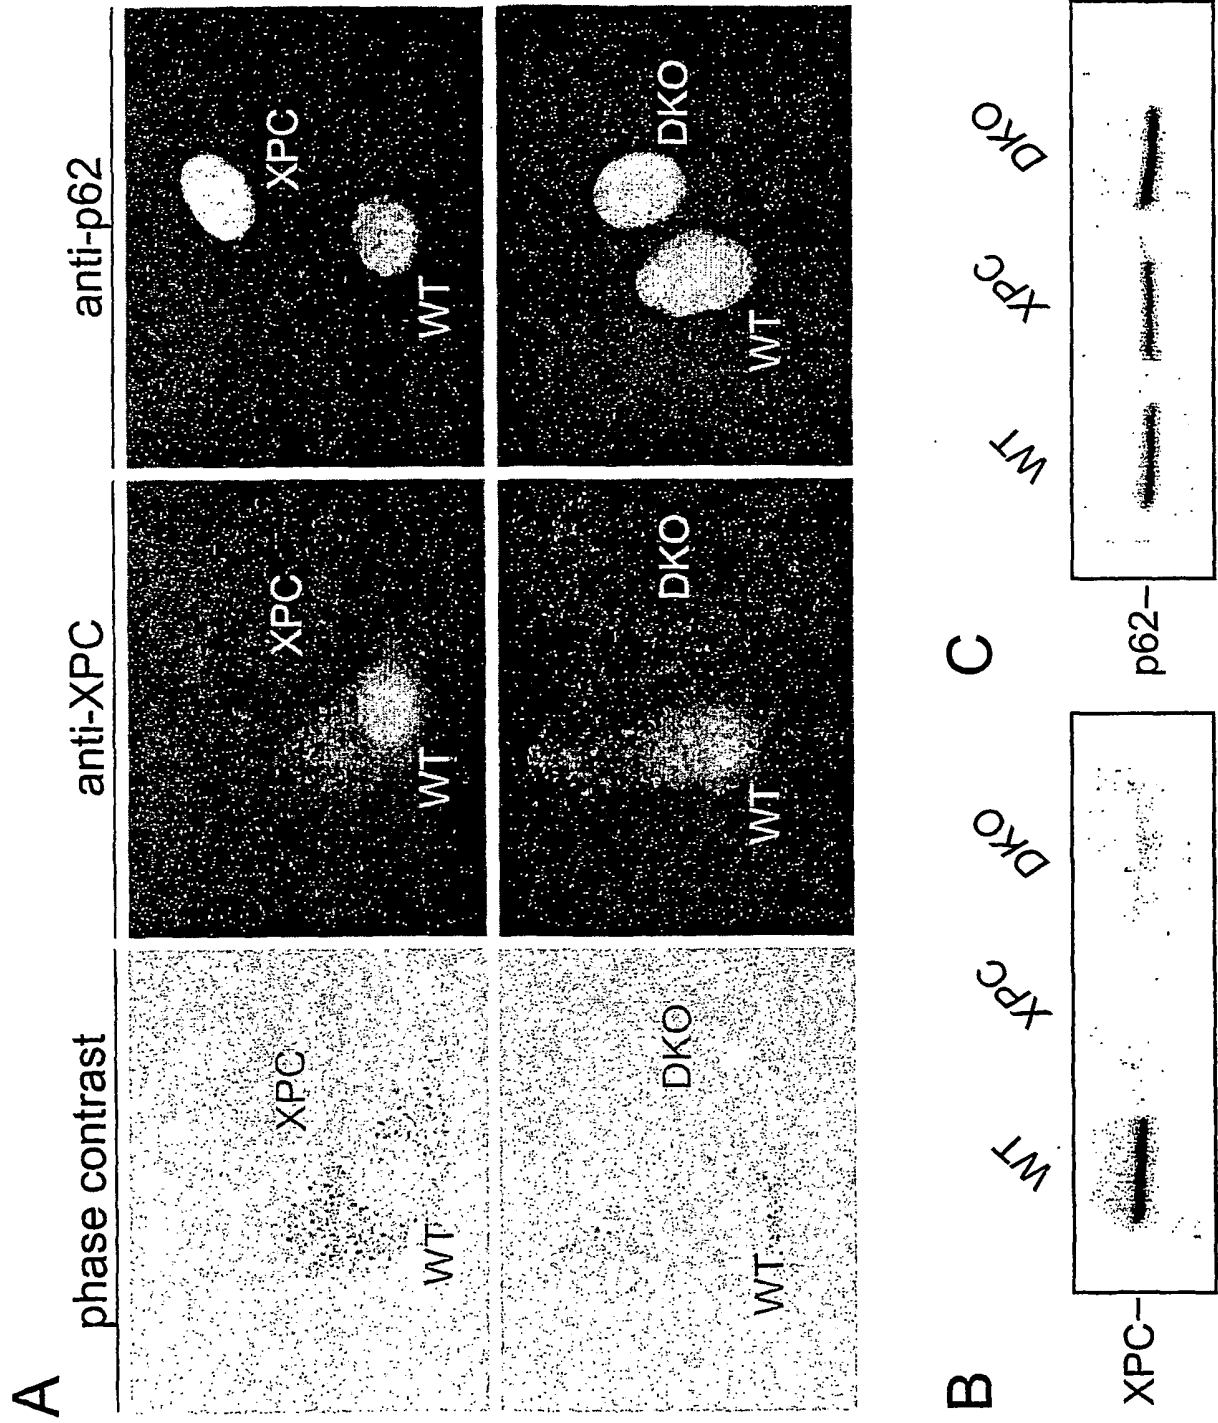 A
phase contrast
anti-XPC
anti-p62
XPC
WT
XPC
WT
XPC
WT
DKO
WT
DKO
WT
DKO
WT
B
WT
XPC
DKO
XPC–
C
WT
XPC
DKO
p62–